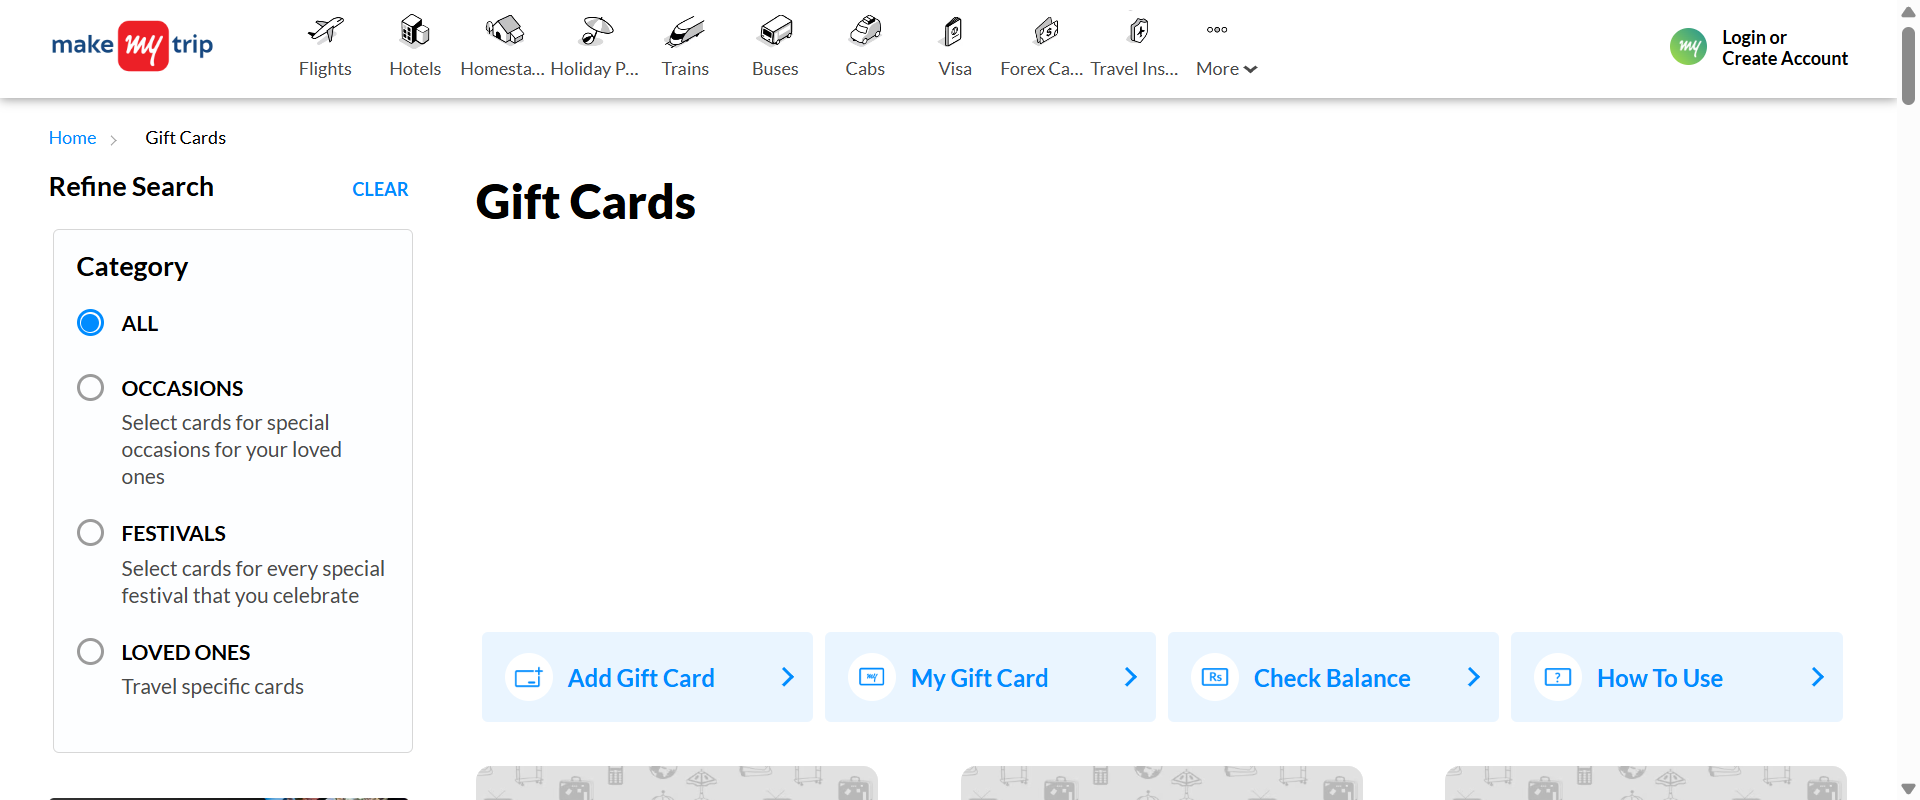 make my trip
Flights
Hotels
Homesta...
Holiday P...
Trains
Buses
Cabs
Visa
Forex Ca...
Travel Ins...
More
my
Login or
Create Account
Home
Gift Cards
Refine Search
CLEAR
Gift Cards
Category
ALL
OCCASIONS
Select cards for special
occasions for your loved
ones
FESTIVALS
Select cards for every special
festival that you celebrate
LOVED ONES
Travel specific cards
Add Gift Card
my
My Gift Card
Rs
Check Balance
?
How To Use